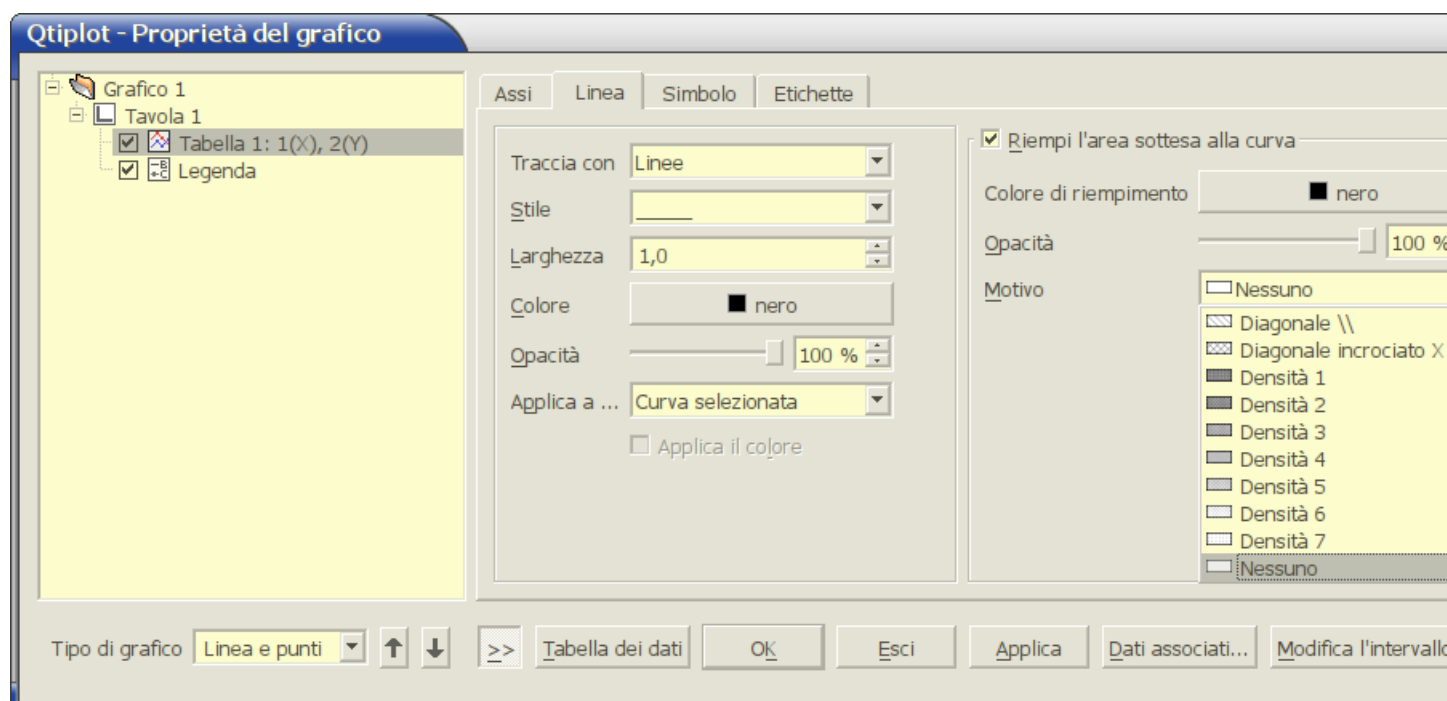 Qtiplot - Proprietà del grafico
Grafico 1
Tavola 1
Tabella 1: 1(X), 2(Y)
Legenda
Assi
Linea
Simbolo
Etichette
Traccia con
Linee
Stile
Larghezza
1,0
Colore
nero
Opacità
100 %
Applica a ...
Curva selezionata
Applica il colore
Riempi l'area sottesa alla curva
Colore di riempimento
nero
Opacità
100 %
Motivo
Nessuno
Diagonale \\
Diagonale incrociato X
Densità 1
Densità 2
Densità 3
Densità 4
Densità 5
Densità 6
Densità 7
Nessuno
Tipo di grafico
Linea e punti
>>
Tabella dei dati
OK
Esci
Applica
Dati associati...
Modifica l'intervallo